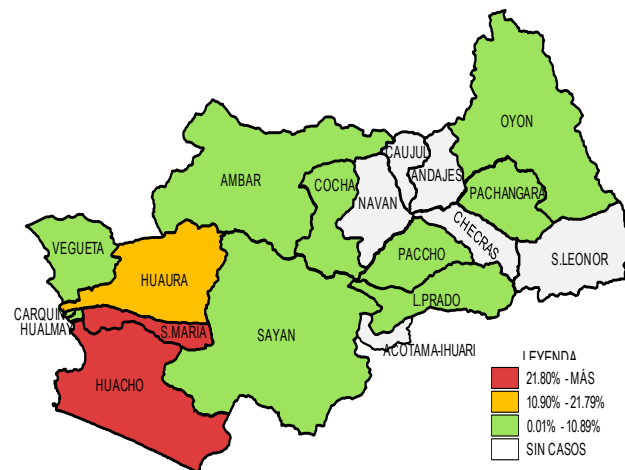 OYON
CAUJUL
ANDAJES
AMBAR
COCHA
NAVAN
PACHANGARA
CHECRAS
VEGUETA
HUAURA
PACCHO
S.LEONOR
L.PRADO
CARQUIN
HUALMAY
S.MARIA
SAYAN
ACOTAMA-IHUARI
HUACHO
LEYENDA
21.80% - MÁS
10.90% - 21.79%
0.01% - 10.89%
SIN CASOS